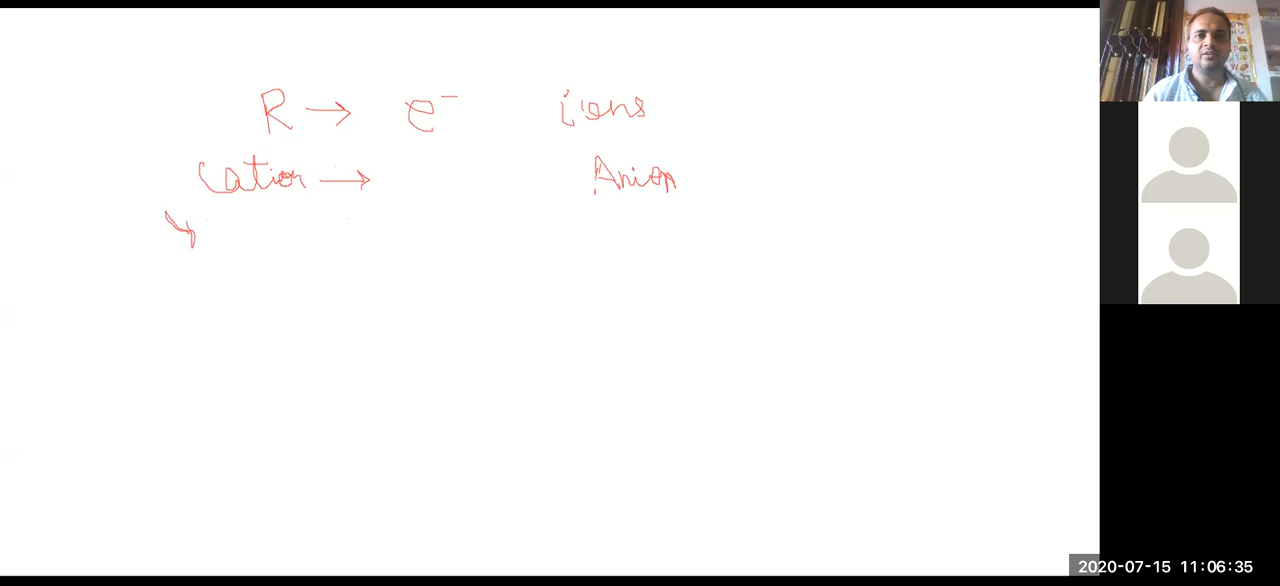 R → e⁻ ions
Cation → Anion
2020-07-15 11:06:35